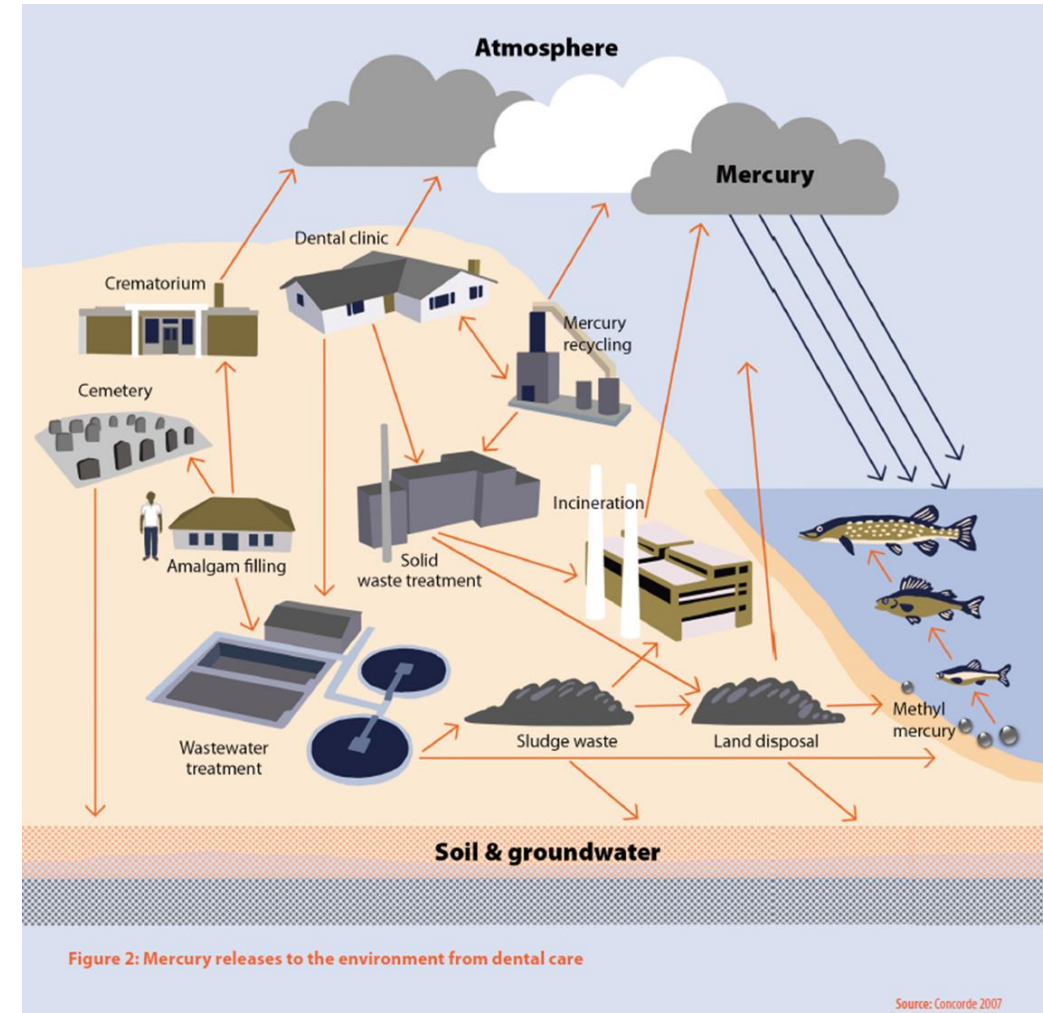 Atmosphere
Mercury
Dental clinic
Crematorium
Mercury
recycling
Cemetery
Incineration
Solid
waste treatment
Amalgam filling
Methyl
mercury
Sludge waste
Land disposal
Wastewater
treatment
Soil & groundwater
Figure 2: Mercury releases to the environment from dental care
Source: Concorde 2007